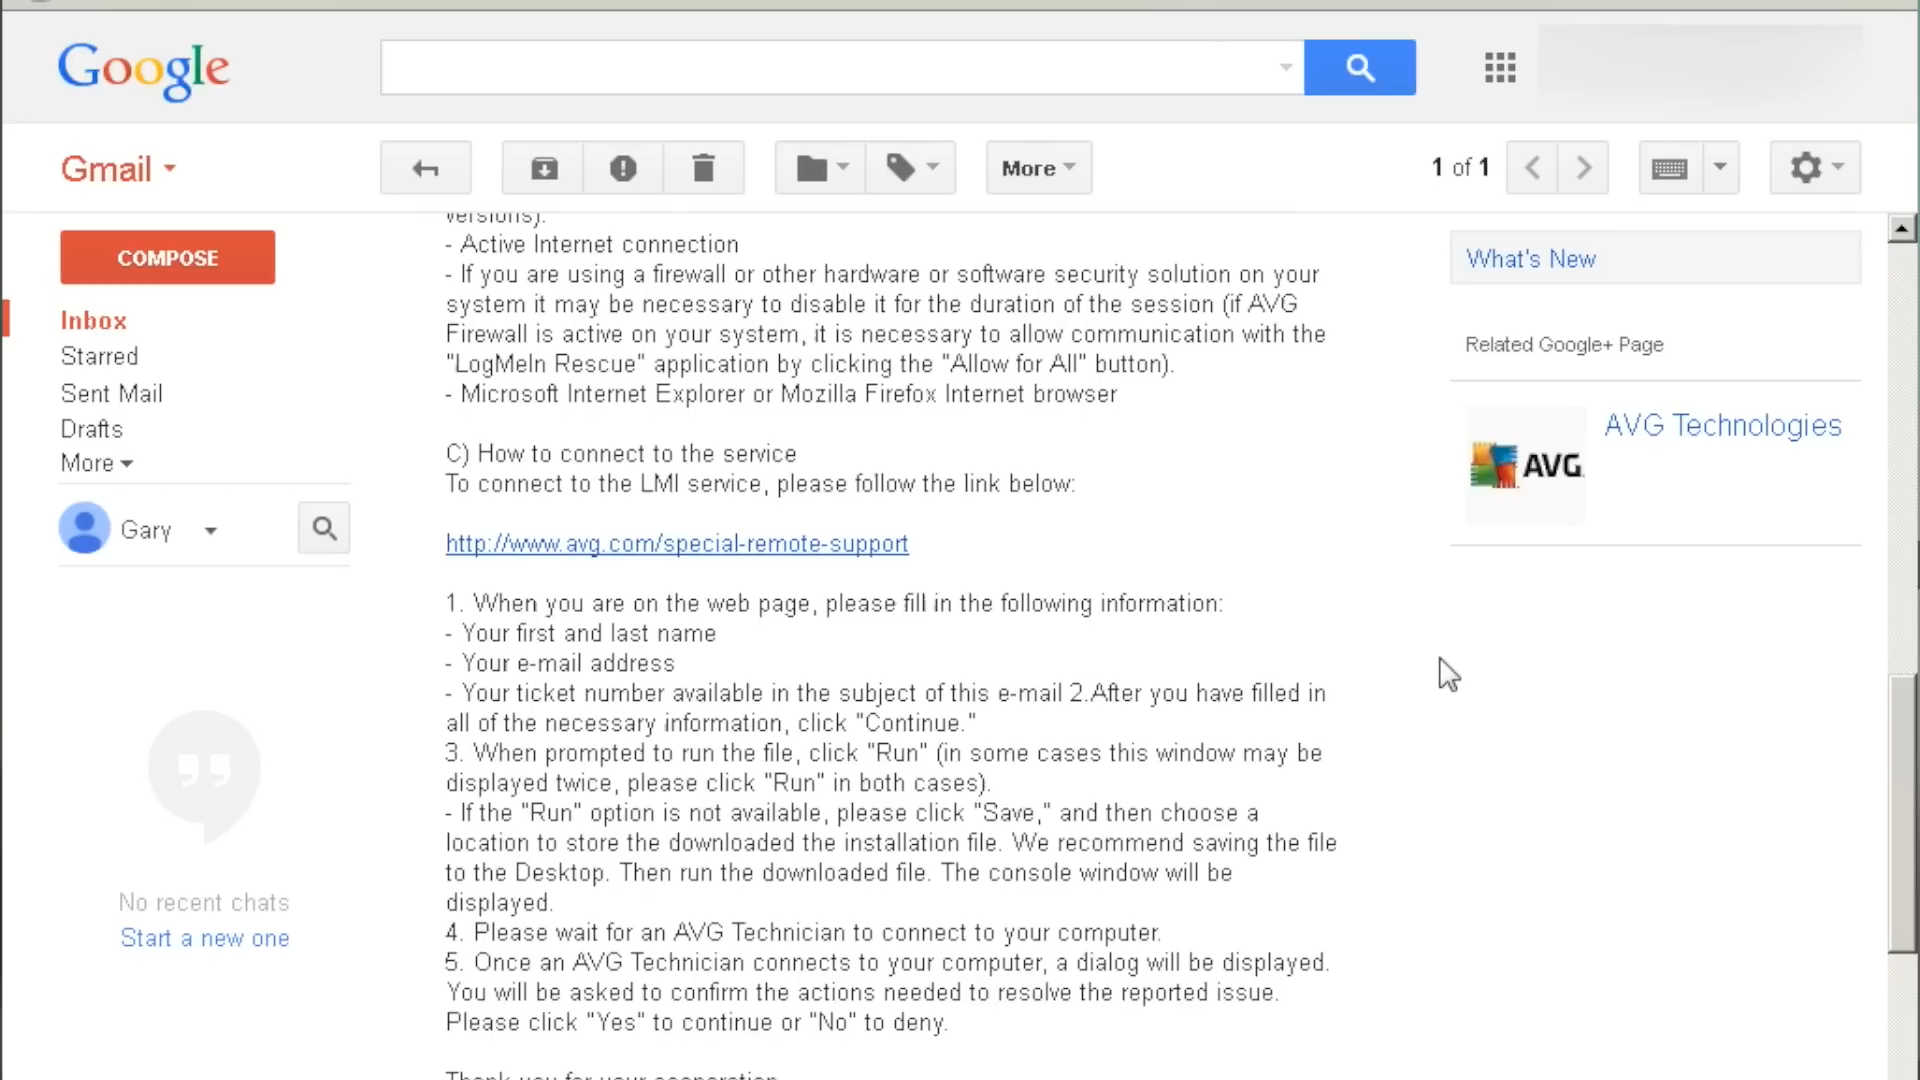 Google
Gmail
More
1 of 1
COMPOSE
Inbox
Starred
Sent Mail
Drafts
More
Gary
No recent chats
Start a new one
versions).
- Active Internet connection
- If you are using a firewall or other hardware or software security solution on your
system it may be necessary to disable it for the duration of the session (if AVG
Firewall is active on your system, it is necessary to allow communication with the
"LogMeIn Rescue" application by clicking the "Allow for All" button).
- Microsoft Internet Explorer or Mozilla Firefox Internet browser
C) How to connect to the service
To connect to the LMI service, please follow the link below:
http://www.avg.com/special-remote-support
1. When you are on the web page, please fill in the following information:
- Your first and last name
- Your e-mail address
- Your ticket number available in the subject of this e-mail 2.After you have filled in
all of the necessary information, click "Continue."
3. When prompted to run the file, click "Run" (in some cases this window may be
displayed twice, please click "Run" in both cases).
- If the "Run" option is not available, please click "Save," and then choose a
location to store the downloaded the installation file. We recommend saving the file
to the Desktop. Then run the downloaded file. The console window will be
displayed.
4. Please wait for an AVG Technician to connect to your computer.
5. Once an AVG Technician connects to your computer, a dialog will be displayed.
You will be asked to confirm the actions needed to resolve the reported issue.
Please click "Yes" to continue or "No" to deny.
Thank you for your cooperation
What's New
Related Google+ Page
AVG
AVG Technologies